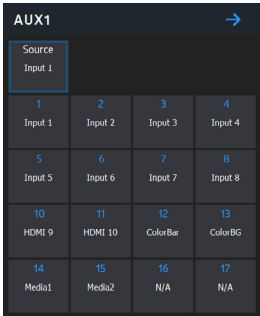 AUX1 →
Source
Input 1
1 2 3 4
Input 1 Input 2 Input 3 Input 4
5 6 7 8
Input 5 Input 6 Input 7 Input 8
10 11 12 13
HDMI 9 HDMI 10 ColorBar ColorBG
14 15 16 17
Media1 Media2 N/A N/A